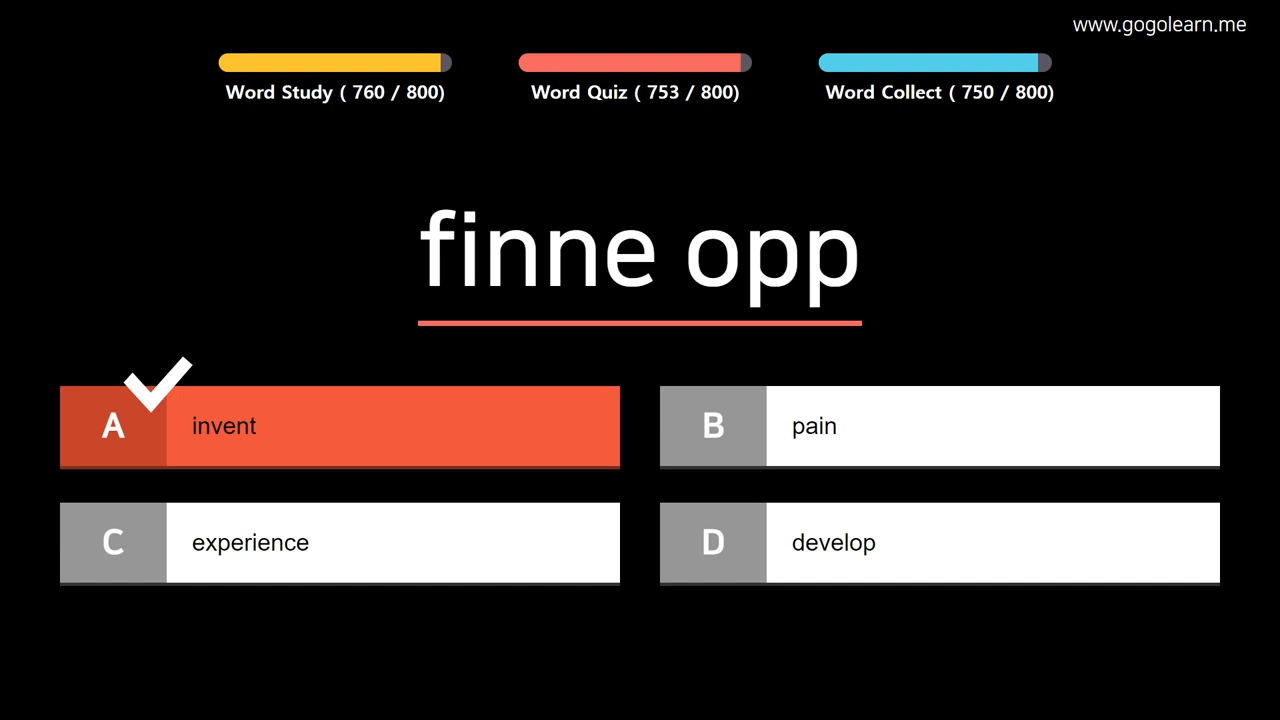 www.gogolearn.me
Word Study ( 760 / 800)
Word Quiz ( 753 / 800)
Word Collect ( 750 / 800)
finne opp
A invent
B pain
C experience
D develop